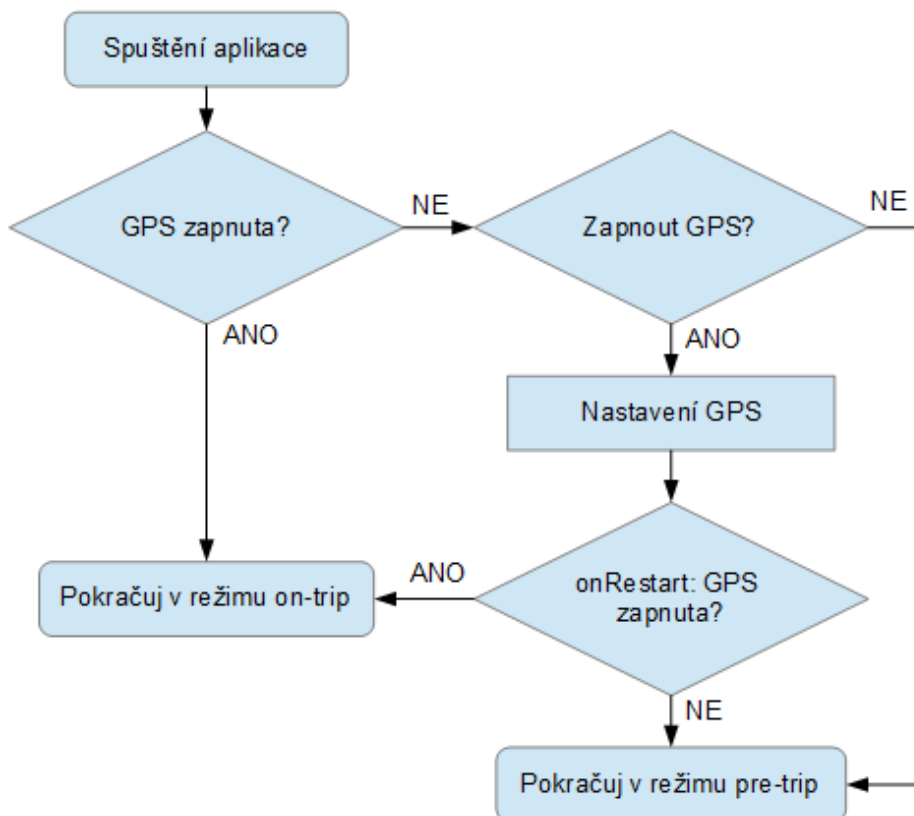 Spuštění aplikace
GPS zapnuta?
NE
Zapnout GPS?
NE
ANO
ANO
Nastavení GPS
Pokračuj v režimu on-trip
ANO
onRestart: GPS
zapnuta?
NE
Pokračuj v režimu pre-trip